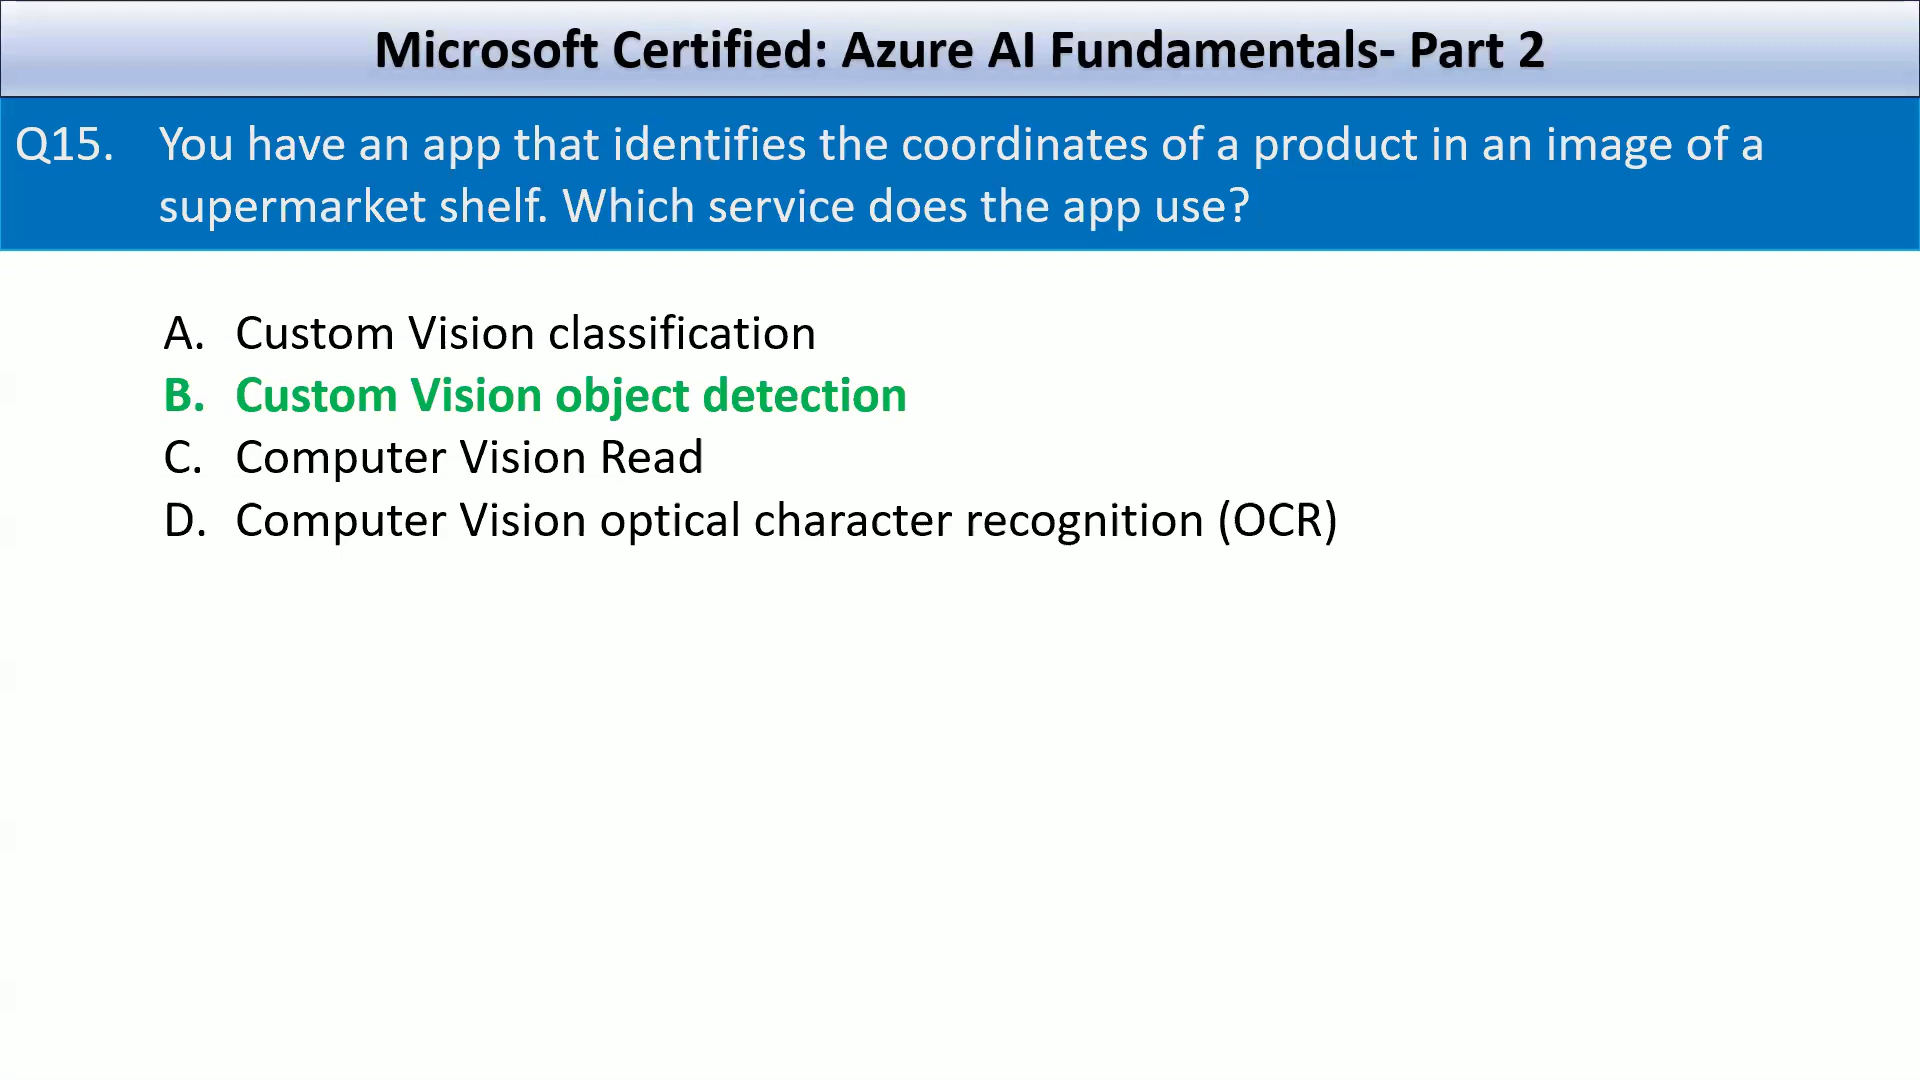 Microsoft Certified: Azure AI Fundamentals- Part 2
Q15. You have an app that identifies the coordinates of a product in an image of a
supermarket shelf. Which service does the app use?
A. Custom Vision classification
B. Custom Vision object detection
C. Computer Vision Read
D. Computer Vision optical character recognition (OCR)